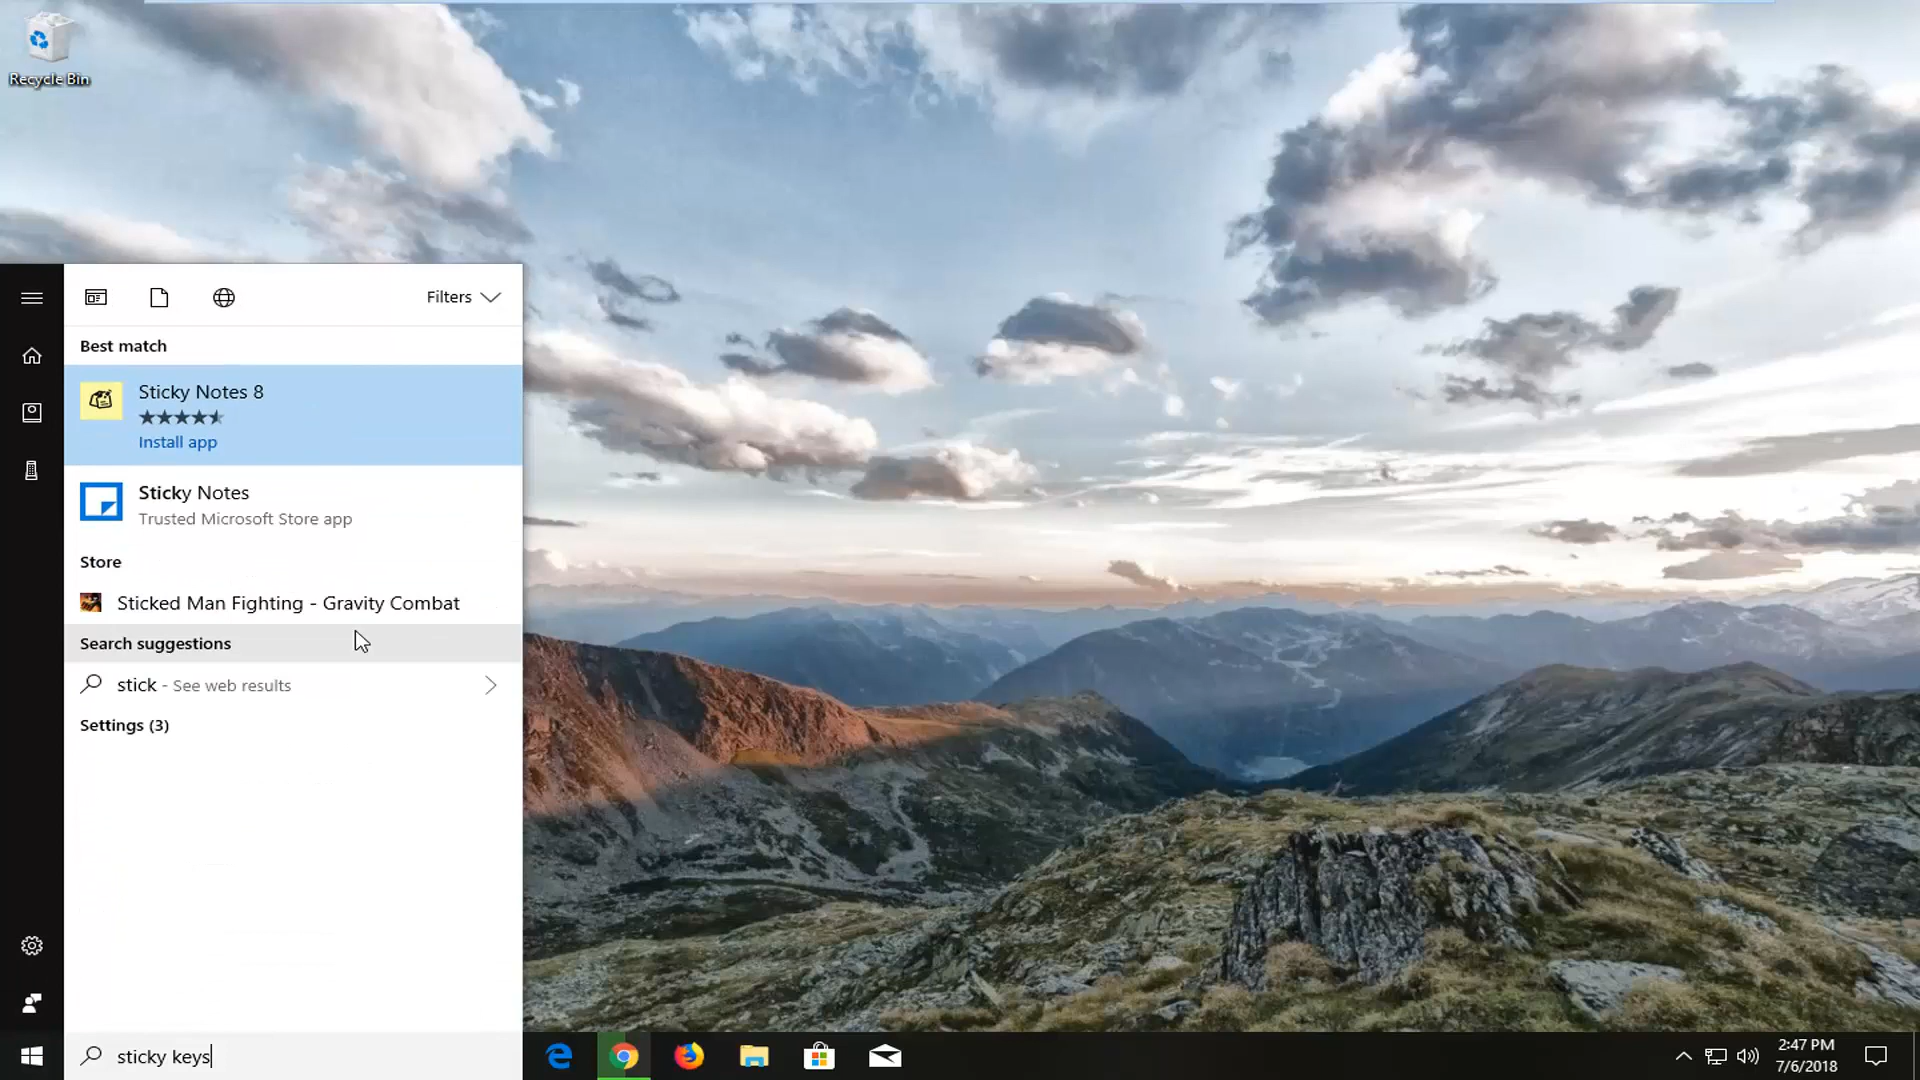 Recycle Bin
Filters
Best match
Sticky Notes 8
Install app
Sticky Notes
Trusted Microsoft Store app
Store
Sticked Man Fighting - Gravity Combat
Search suggestions
stick - See web results
Settings (3)
sticky keys
2:47 PM
7/6/2018